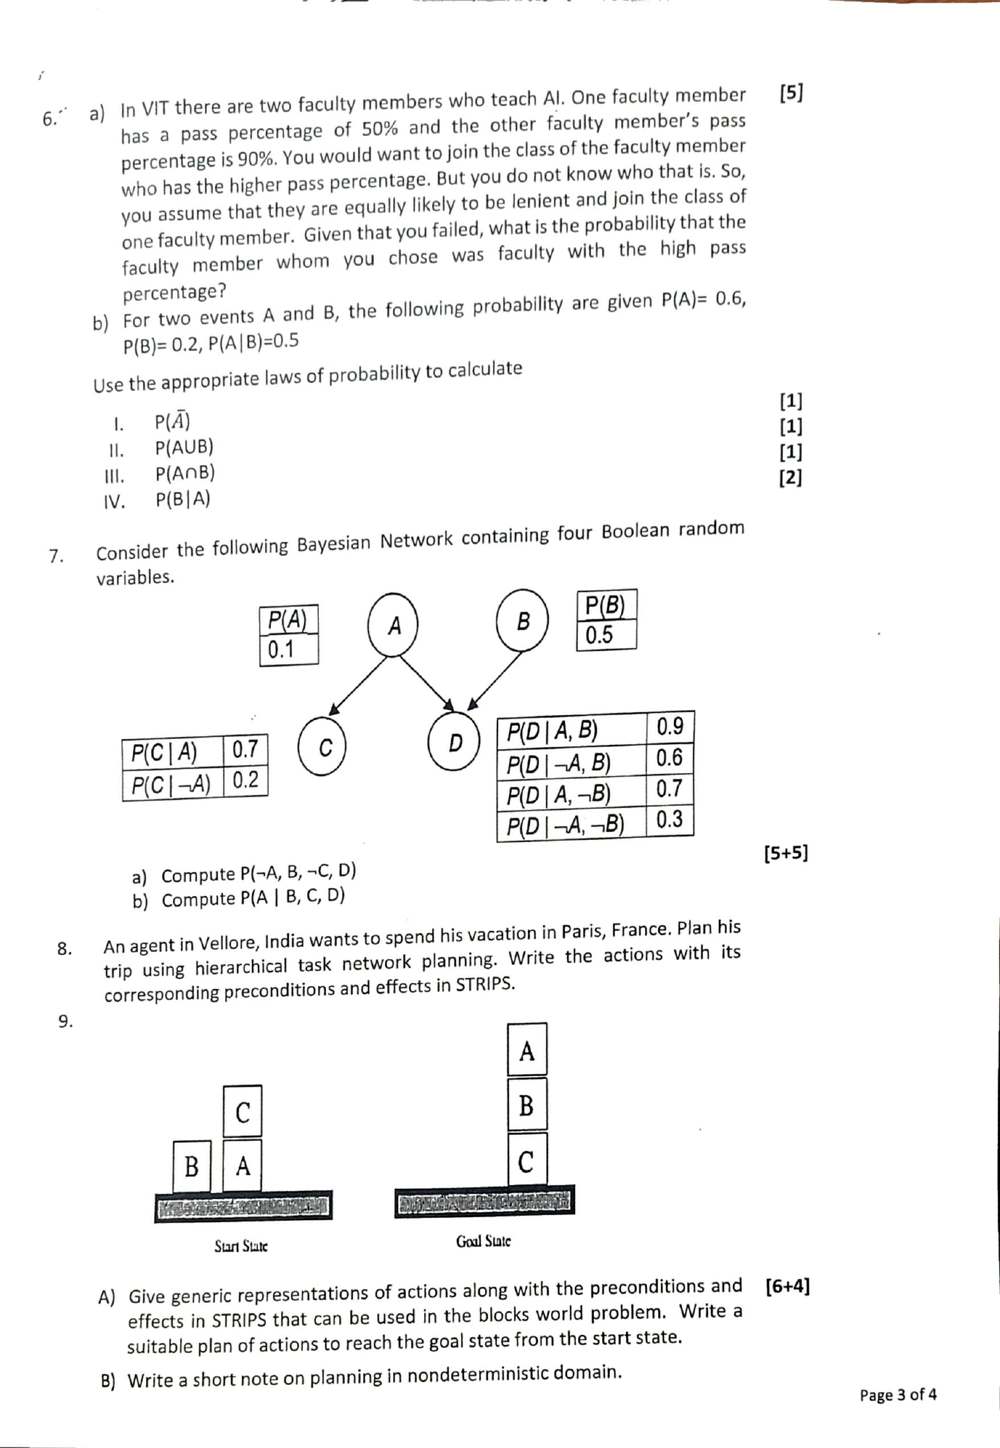 6. a) In VIT there are two faculty members who teach AI. One faculty member [5]
has a pass percentage of 50% and the other faculty member's pass
percentage is 90%. You would want to join the class of the faculty member
who has the higher pass percentage. But you do not know who that is. So,
you assume that they are equally likely to be lenient and join the class of
one faculty member. Given that you failed, what is the probability that the
faculty member whom you chose was faculty with the high pass
percentage?
b) For two events A and B, the following probability are given P(A)= 0.6,
P(B)= 0.2, P(A|B)=0.5
Use the appropriate laws of probability to calculate
I. P(Ā) [1]
II. P(A∪B) [1]
III. P(A∩B) [1]
IV. P(B|A) [2]
7. Consider the following Bayesian Network containing four Boolean random
variables.
P(A)
0.1
A
B
P(B)
0.5
P(C | A) 0.7
P(C | ¬A) 0.2
C
D
P(D | A, B) 0.9
P(D | ¬A, B) 0.6
P(D | A, ¬B) 0.7
P(D | ¬A, ¬B) 0.3
[5+5]
a) Compute P(¬A, B, ¬C, D)
b) Compute P(A | B, C, D)
8. An agent in Vellore, India wants to spend his vacation in Paris, France. Plan his
trip using hierarchical task network planning. Write the actions with its
corresponding preconditions and effects in STRIPS.
9.
C
B A
Start State
A
B
C
Goal State
A) Give generic representations of actions along with the preconditions and [6+4]
effects in STRIPS that can be used in the blocks world problem. Write a
suitable plan of actions to reach the goal state from the start state.
B) Write a short note on planning in nondeterministic domain.
Page 3 of 4